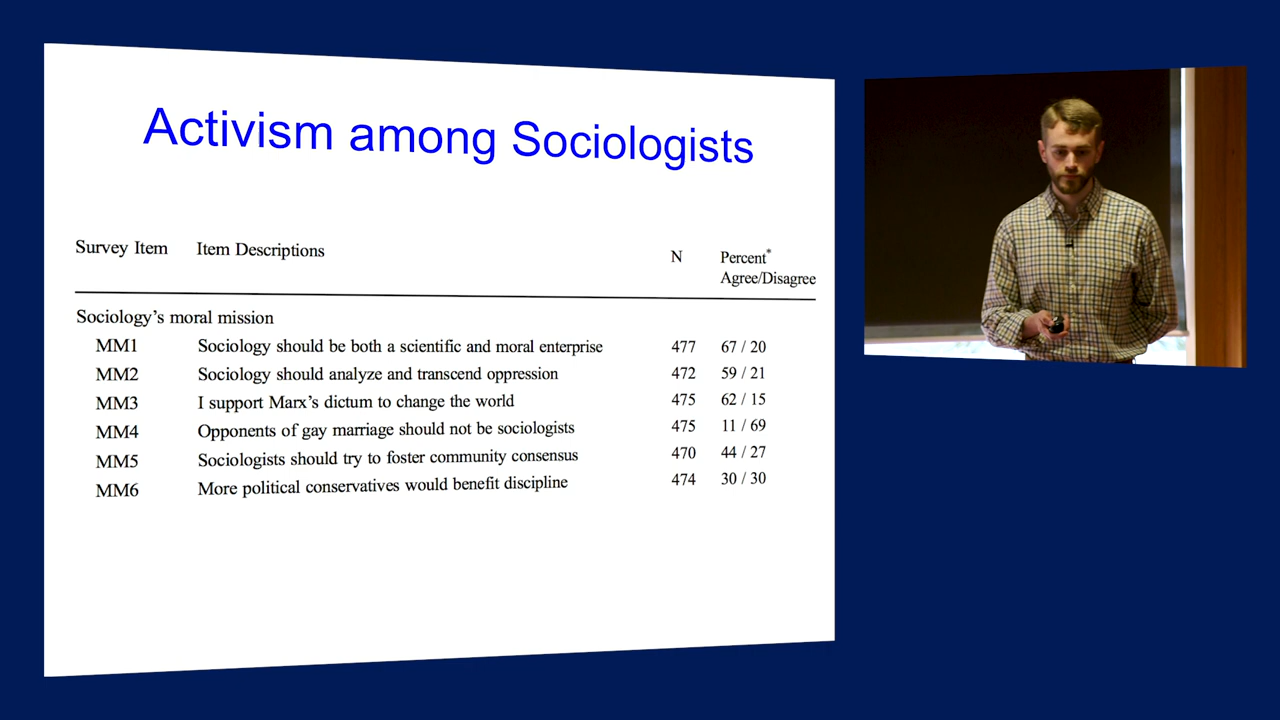 Activism among Sociologists
Survey Item Item Descriptions N Percent*
Agree/Disagree
Sociology's moral mission
MM1 Sociology should be both a scientific and moral enterprise 477 67 / 20
MM2 Sociology should analyze and transcend oppression 472 59 / 21
MM3 I support Marx's dictum to change the world 475 62 / 15
MM4 Opponents of gay marriage should not be sociologists 475 11 / 69
MM5 Sociologists should try to foster community consensus 470 44 / 27
MM6 More political conservatives would benefit discipline 474 30 / 30